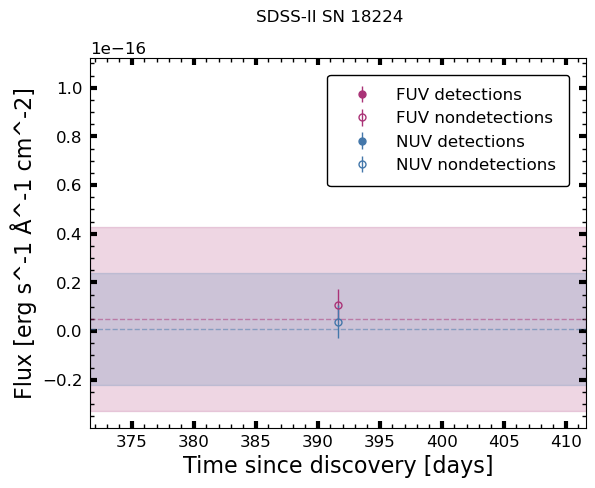 SDSS-II SN 18224
1e−16
FUV detections
FUV nondetections
NUV detections
NUV nondetections
1.0
0.8
0.6
0.4
0.2
0.0
−0.2
Flux [erg s^-1 Å^-1 cm^-2]
375 380 385 390 395 400 405 410
Time since discovery [days]